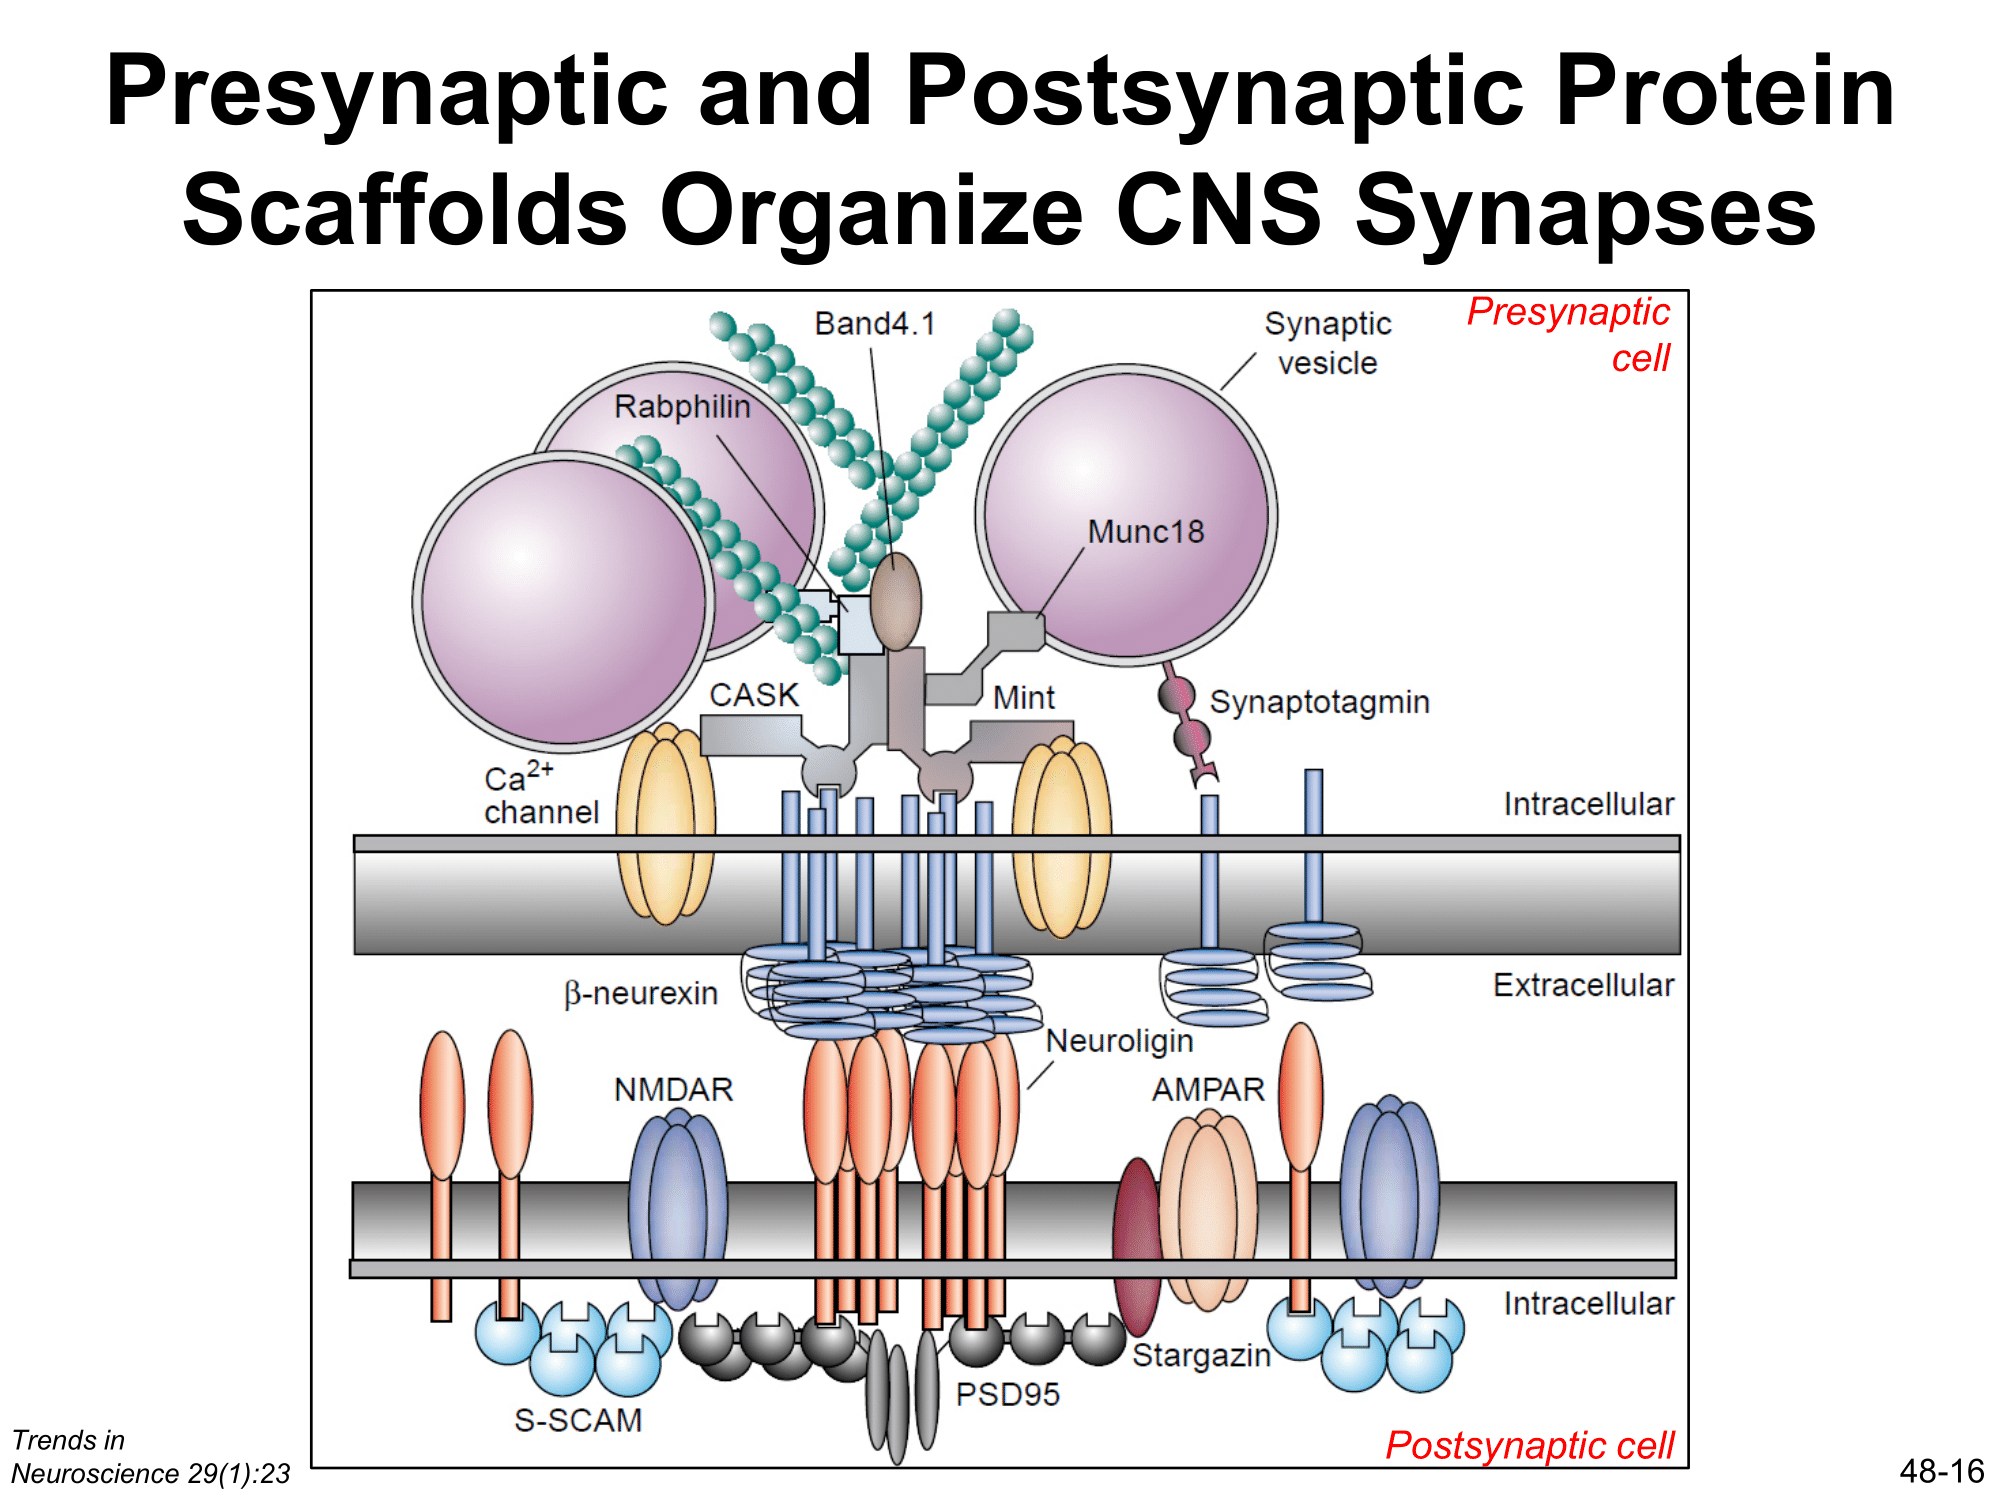 Presynaptic and Postsynaptic Protein
Scaffolds Organize CNS Synapses
Presynaptic
cell
Band4.1
Synaptic
vesicle
Rabphilin
Munc18
CASK
Mint
Synaptotagmin
Ca2+
channel
Intracellular
β-neurexin
Extracellular
Neuroligin
NMDAR
AMPAR
Intracellular
Stargazin
PSD95
S-SCAM
Postsynaptic cell
Trends in
Neuroscience 29(1):23
48-16